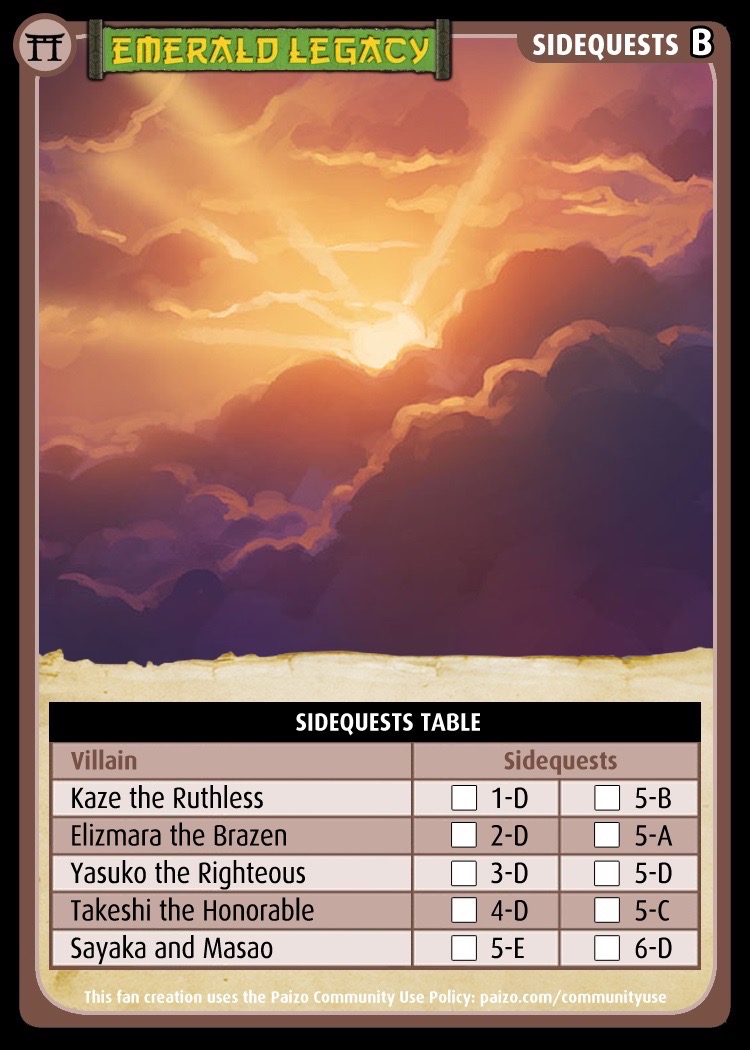 EMERALD LEGACY
SIDEQUESTS B
SIDEQUESTS TABLE
Villain Sidequests
Kaze the Ruthless 1-D 5-B
Elizmara the Brazen 2-D 5-A
Yasuko the Righteous 3-D 5-D
Takeshi the Honorable 4-D 5-C
Sayaka and Masao 5-E 6-D
This fan creation uses the Paizo Community Use Policy: paizo.com/communityuse